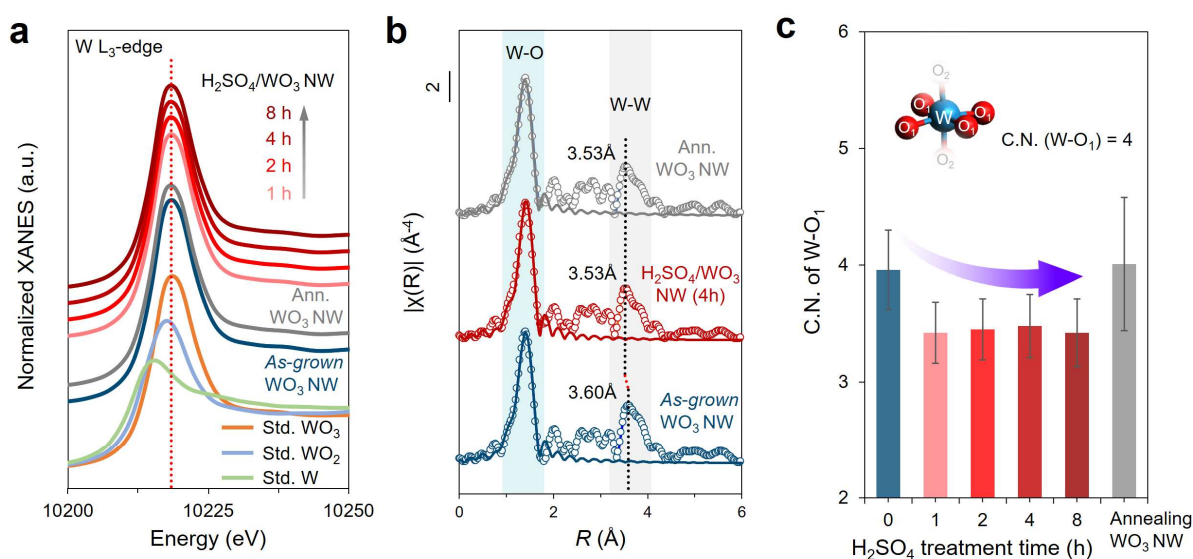 a
W L₃-edge
H₂SO₄/WO₃ NW
8 h
4 h
2 h
1 h
Ann.
WO₃ NW
As-grown
WO₃ NW
Std. WO₃
Std. WO₂
Std. W
Normalized XANES (a.u.)
10200
10225
10250
Energy (eV)
b
W-O
2
W-W
3.53Å
Ann.
WO₃ NW
3.53Å
H₂SO₄/WO₃
NW (4h)
3.60Å
As-grown
WO₃ NW
|χ(R)| (Å⁻⁴)
0
2
4
6
R (Å)
c
6
5
4
3
2
C.N. of W-O₁
O₂
O₁
O₁
W
O₁
O₁
O₂
C.N. (W-O₁) = 4
0
1
2
4
8
Annealing
WO₃ NW
H₂SO₄ treatment time (h)